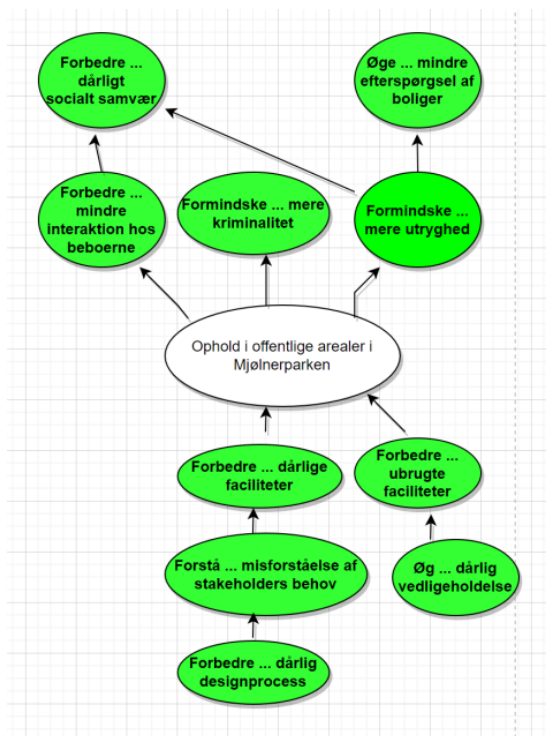 Forbedre ...
dårligt
socialt samvær
Øge ... mindre
efterspørgsel af
boliger
Forbedre ...
mindre
interaktion hos
beboerne
Formindske ... mere
kriminalitet
Formindske ...
mere utryghed
Ophold i offentlige arealer i
Mjølnerparken
Forbedre ... dårlige
faciliteter
Forbedre ...
ubrugte
faciliteter
Forstå ... misforståelse af
stakeholders behov
Øg ... dårlig
vedligeholdelse
Forbedre ... dårlig
designprocess